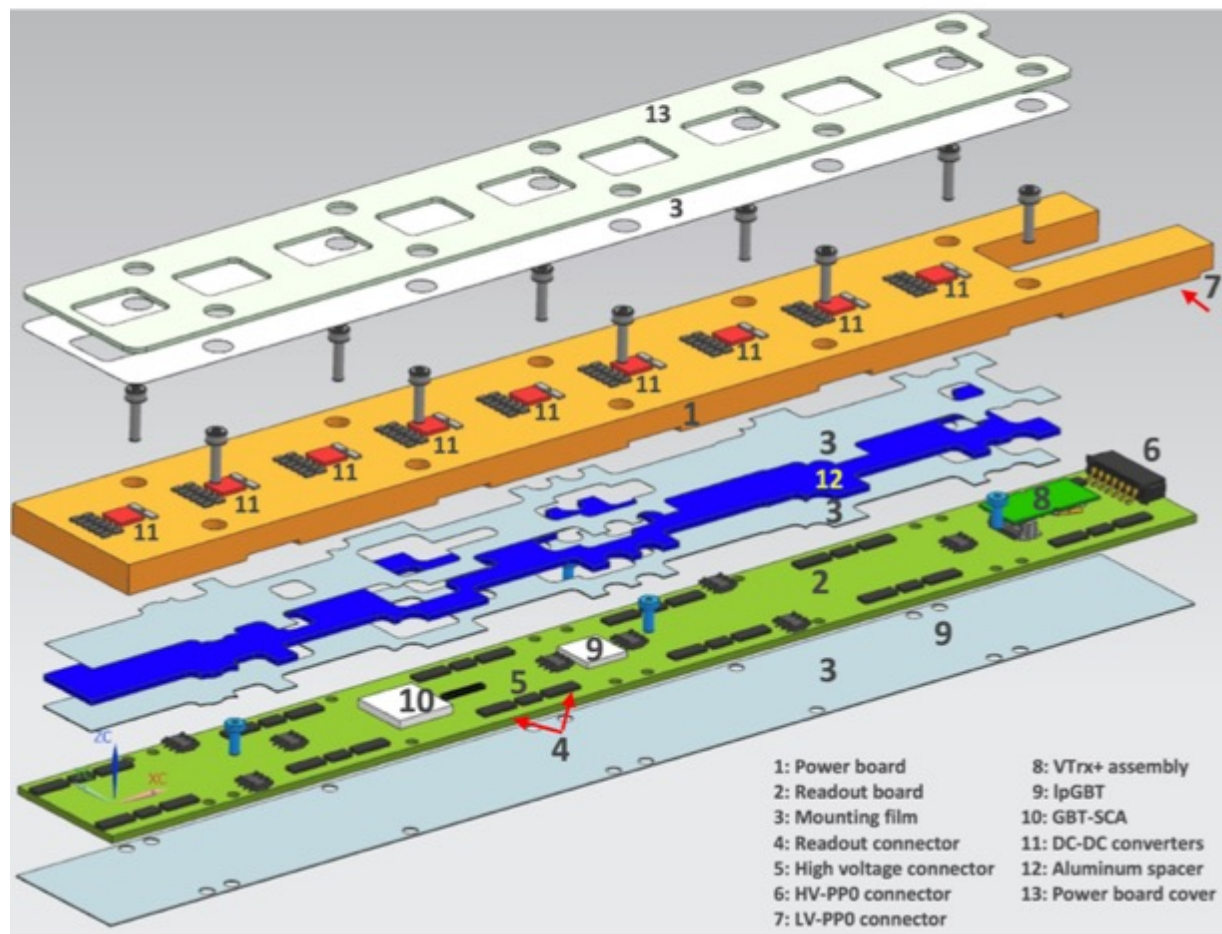 13
3
7
11
11
11
11
1
11
11
11
11
11
3
12
3
6
8
2
9
9
3
5
10
4
ZC
XC
1: Power board
2: Readout board
3: Mounting film
4: Readout connector
5: High voltage connector
6: HV-PP0 connector
7: LV-PP0 connector
8: VTrx+ assembly
9: lpGBT
10: GBT-SCA
11: DC-DC converters
12: Aluminum spacer
13: Power board cover